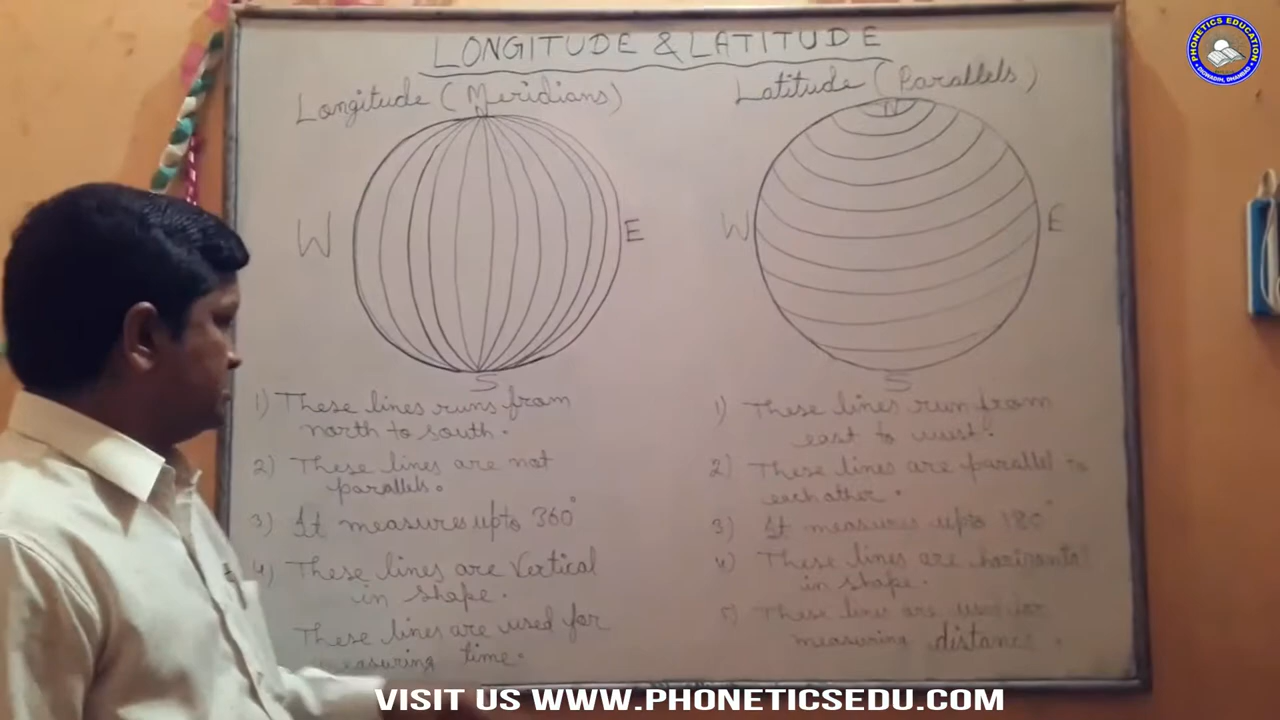 LONGITUDE & LATITUDE
Longitude (Meridians)
N
W
E
S
1) These lines runs from
north to south.
2) These lines are not
parallels.
3) It measures upto 360°
4) These lines are vertical
in shape.
These lines are used for
measuring time.
Latitude (Parallels)
N
W
E
S
1) These lines run from
east to west.
2) These lines are parallel to
each other.
3) It measures upto 180°
4) These lines are horizontal
in shape.
5) These lines are used for
measuring distance.
PHONETICS EDUCATION
DIGWADIH, DHANBAD
VISIT US WWW.PHONETICSEDU.COM